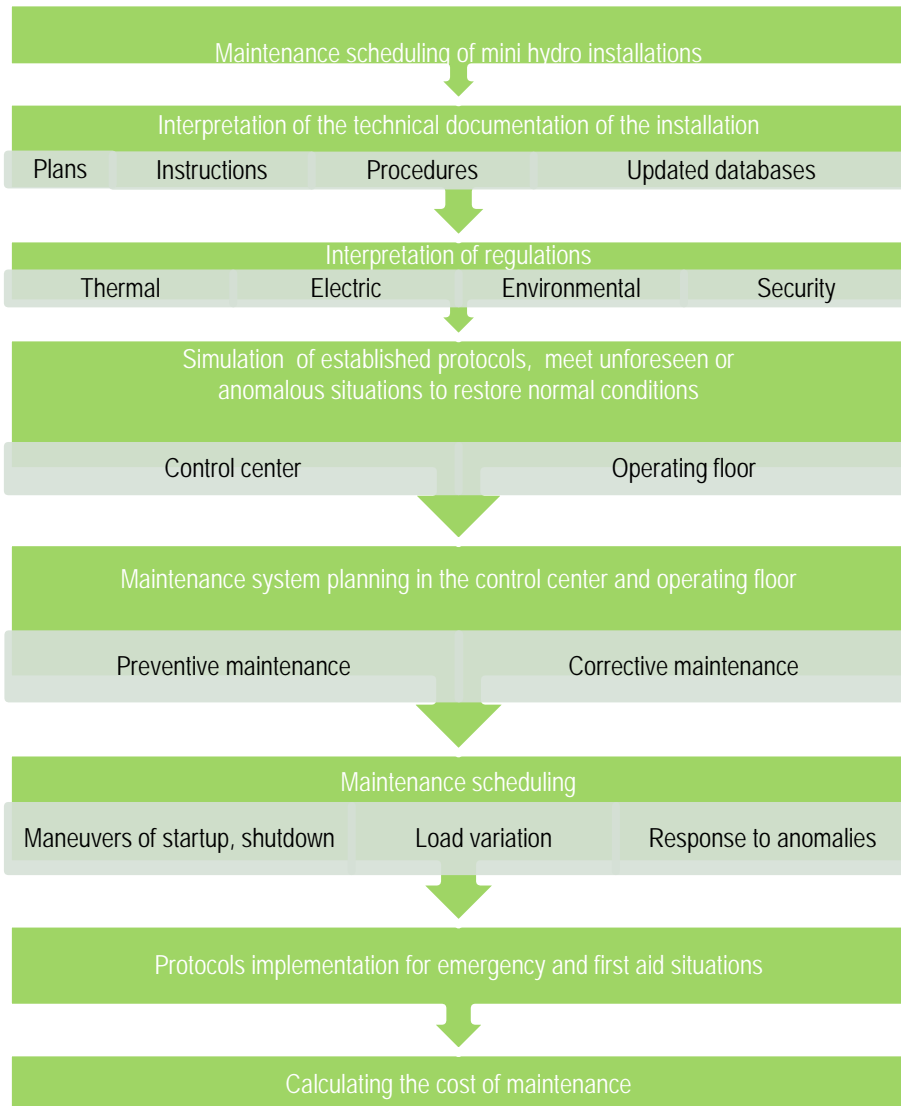 Maintenance scheduling of mini hydro installations
Interpretation of the technical documentation of the installation
Plans Instructions Procedures Updated databases
Interpretation of regulations
Thermal Electric Environmental Security
Simulation of established protocols, meet unforeseen or
anomalous situations to restore normal conditions
Control center Operating floor
Maintenance system planning in the control center and operating floor
Preventive maintenance Corrective maintenance
Maintenance scheduling
Maneuvers of startup, shutdown Load variation Response to anomalies
Protocols implementation for emergency and first aid situations
Calculating the cost of maintenance